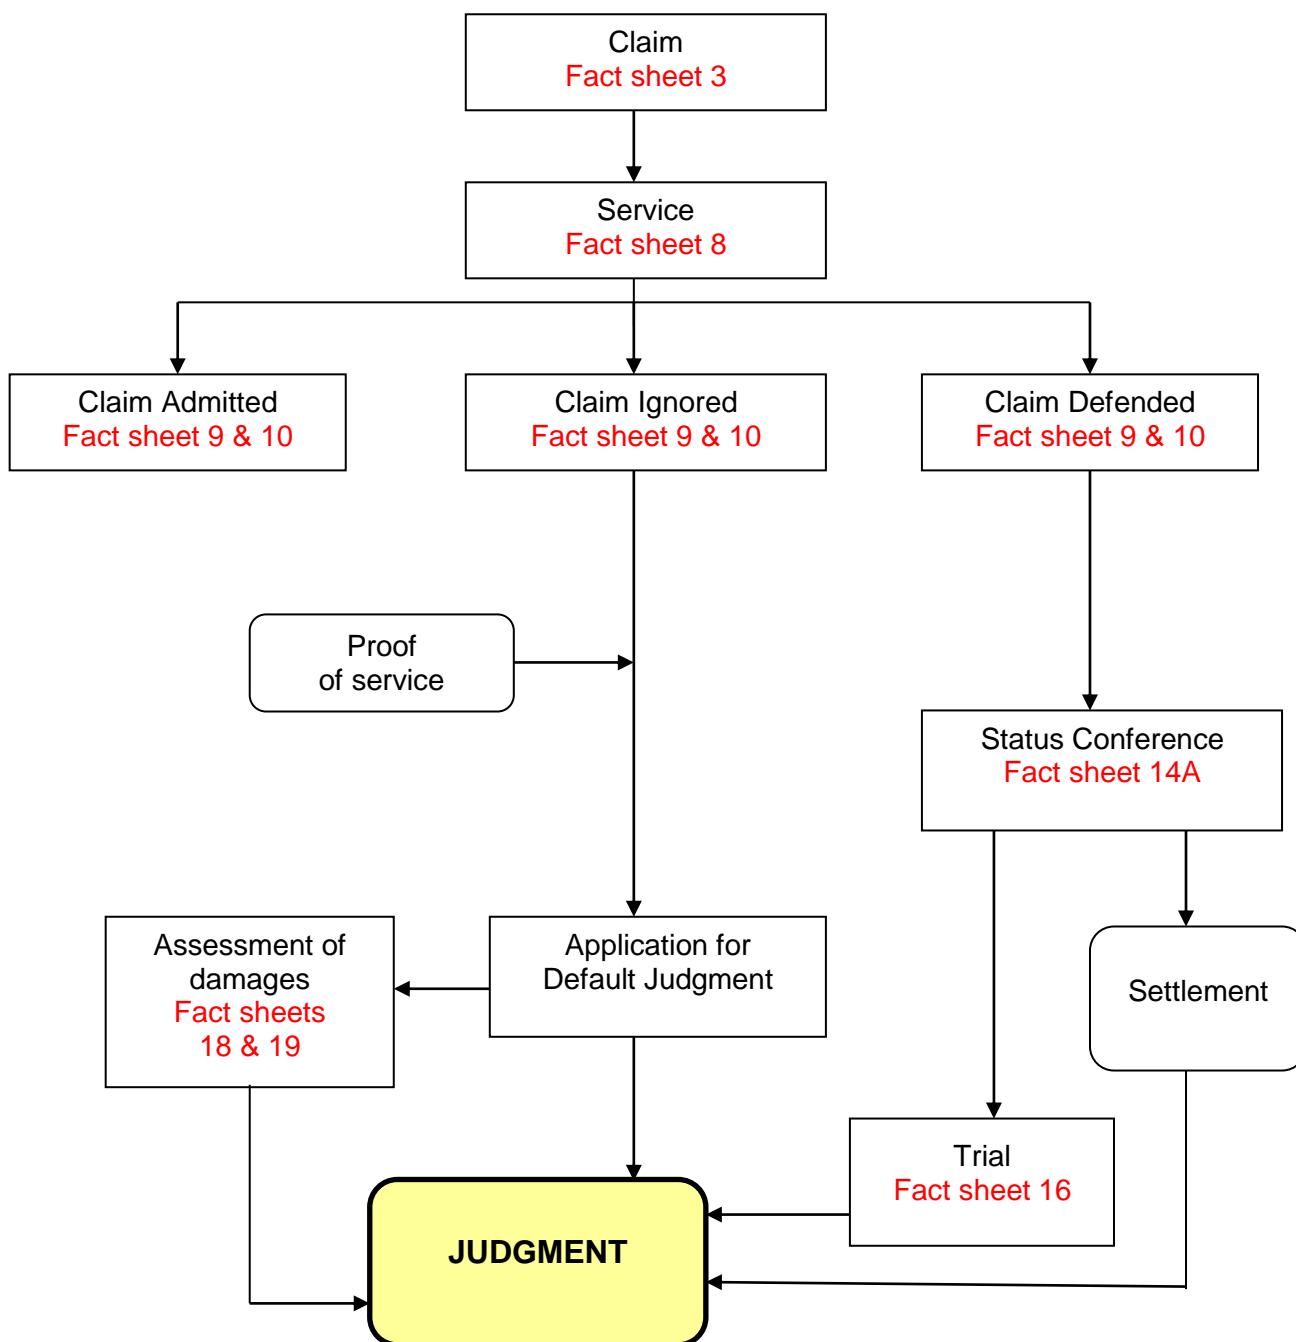 Claim
Fact sheet 3
Service
Fact sheet 8
Claim Admitted
Fact sheet 9 & 10
Claim Ignored
Fact sheet 9 & 10
Claim Defended
Fact sheet 9 & 10
Proof
of service
Status Conference
Fact sheet 14A
Assessment of
damages
Fact sheets
18 & 19
Application for
Default Judgment
Settlement
Trial
Fact sheet 16
JUDGMENT